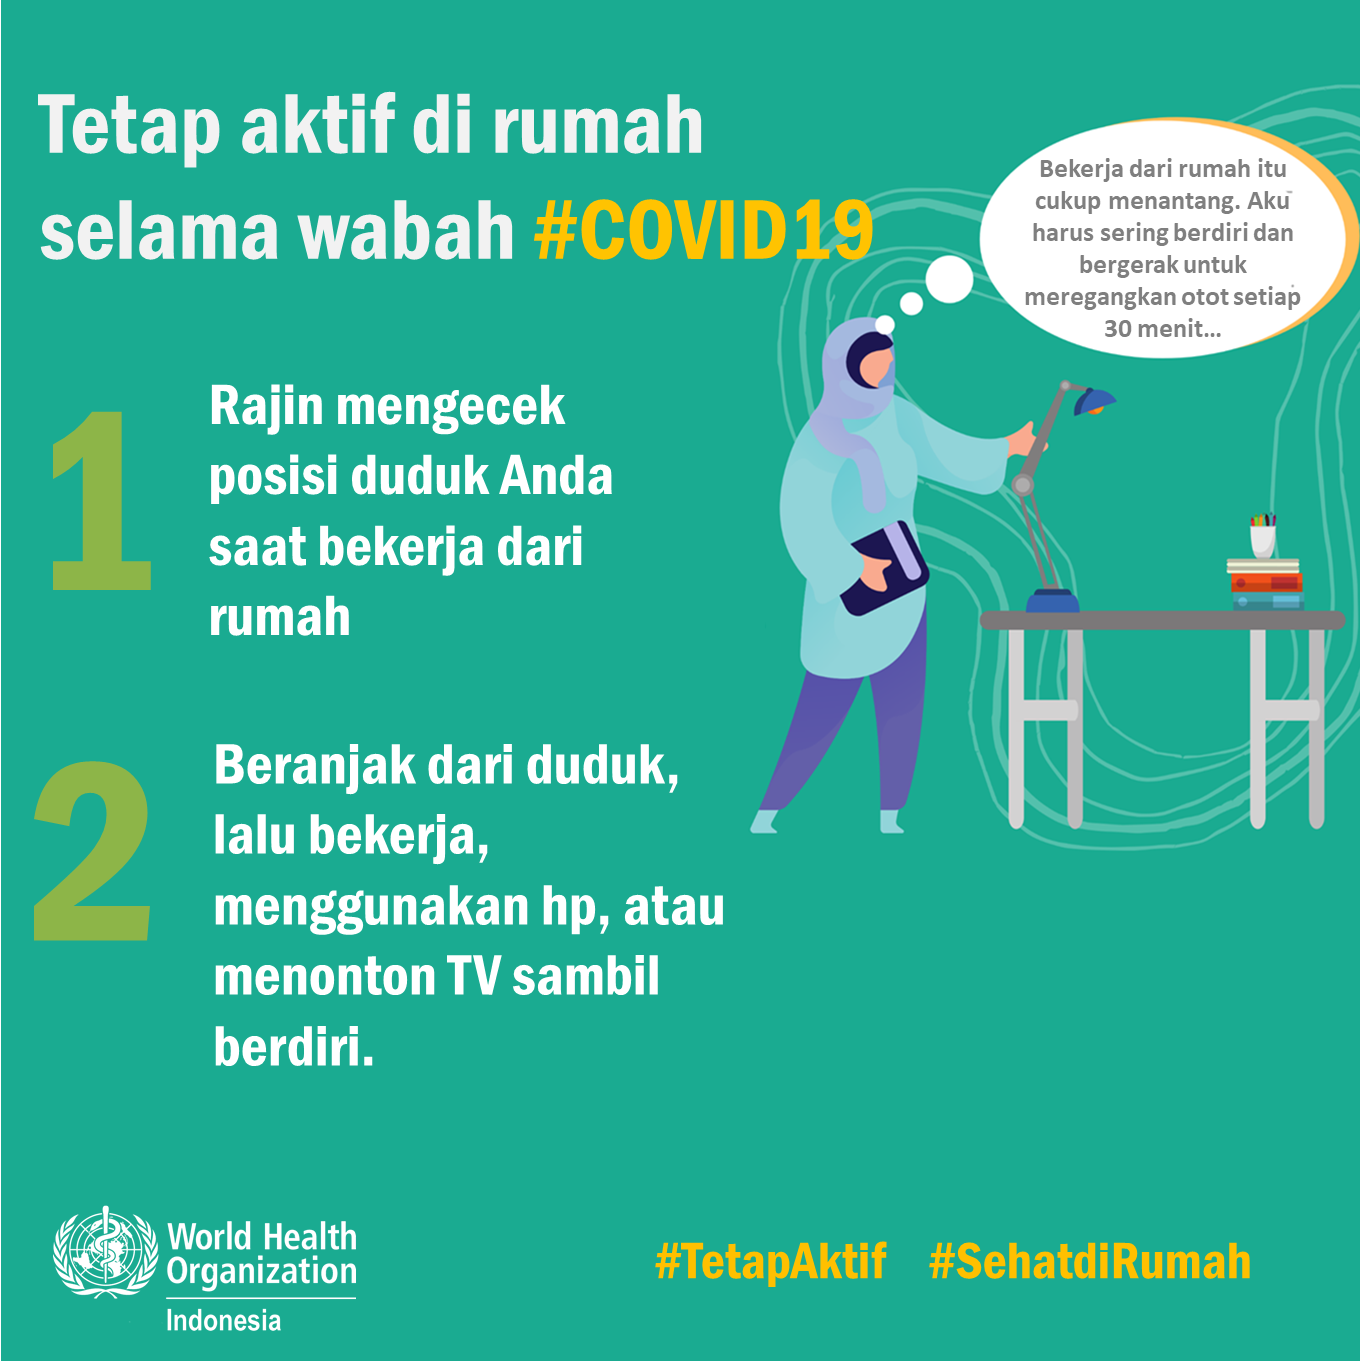 Tetap aktif di rumah
selama wabah #COVID19
Bekerja dari rumah itu
cukup menantang. Aku
harus sering berdiri dan
bergerak untuk
meregangkan otot setiap
30 menit...
1
Rajin mengecek
posisi duduk Anda
saat bekerja dari
rumah
2
Beranjak dari duduk,
lalu bekerja,
menggunakan hp, atau
menonton TV sambil
berdiri.
World Health
Organization
Indonesia
#TetapAktif #SehatdiRumah